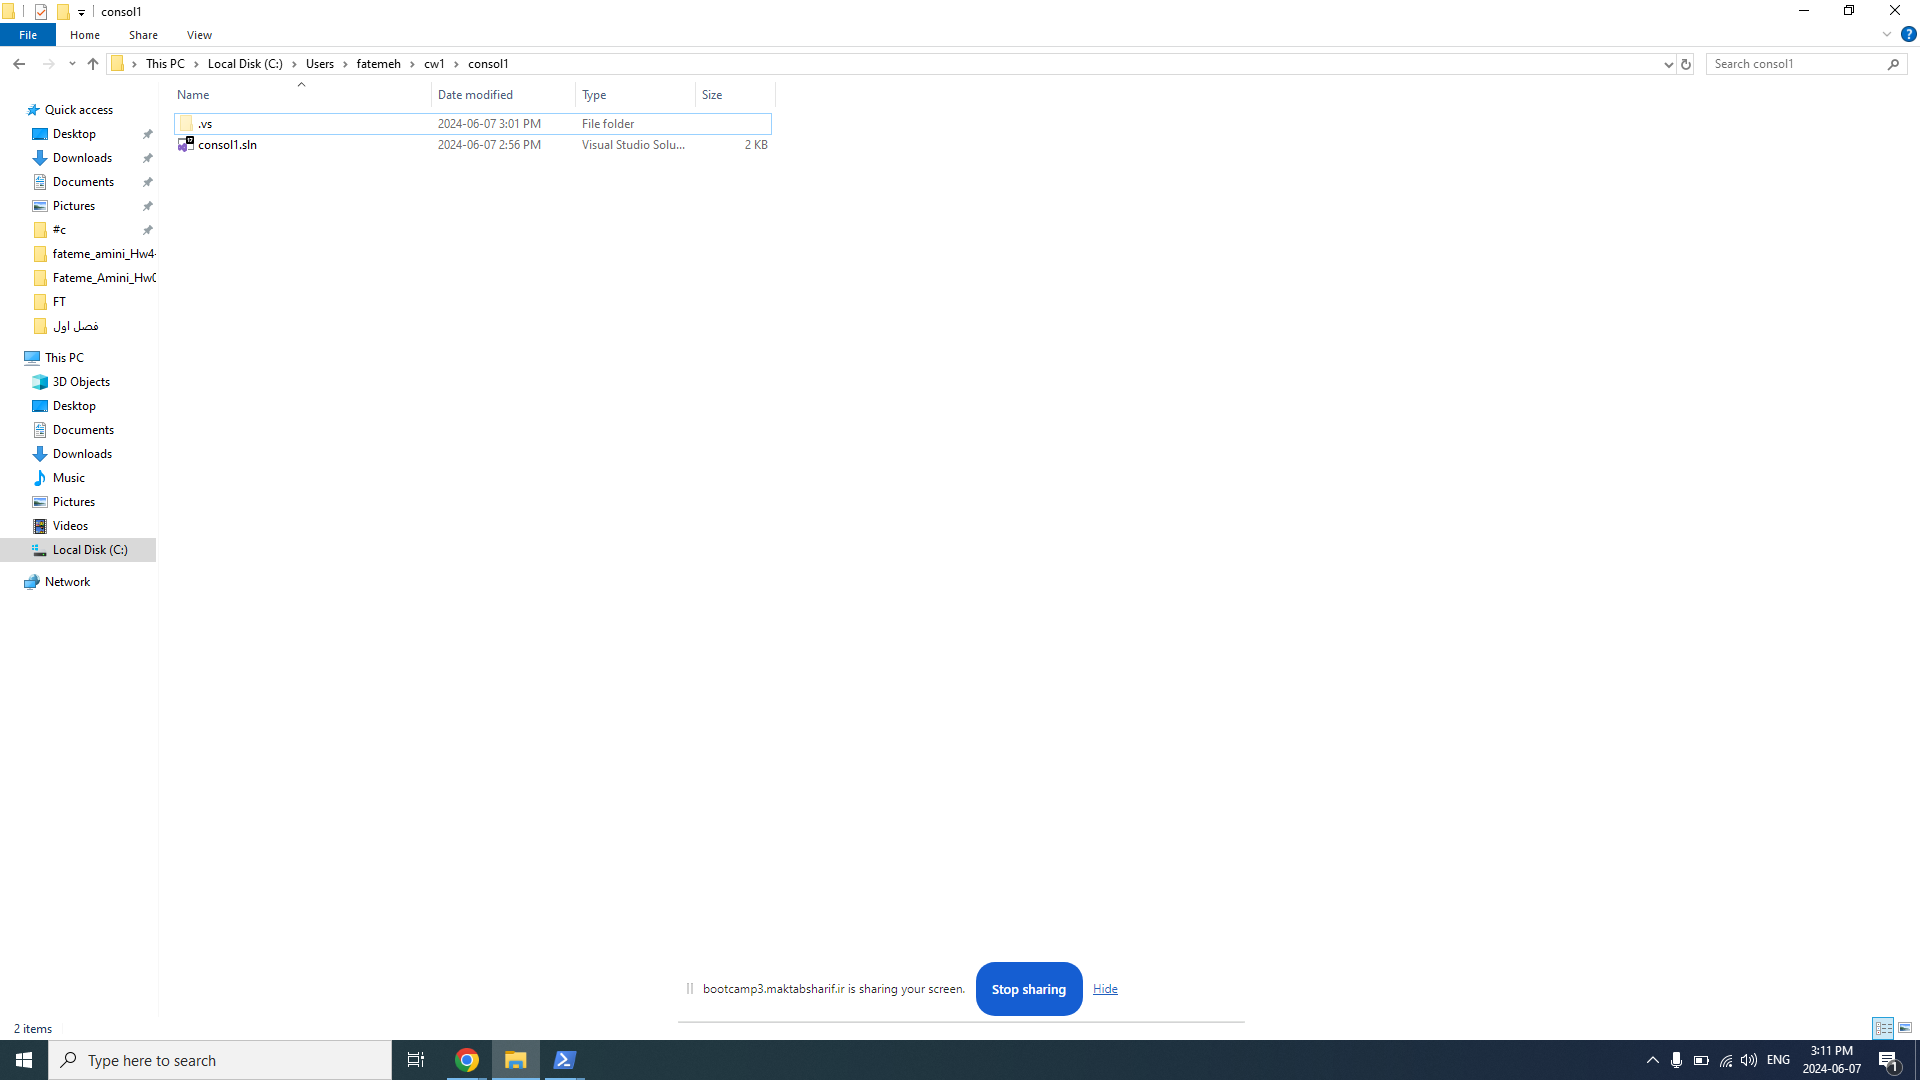 consol1
File Home Share View
This PC Local Disk (C:) Users fatemeh cw1 consol1
Search consol1
Name Date modified Type Size
.vs 2024-06-07 3:01 PM File folder
consol1.sln 2024-06-07 2:56 PM Visual Studio Solu... 2 KB
Quick access
Desktop
Downloads
Documents
Pictures
#c
fateme_amini_Hw4-
Fateme_Amini_Hw0
FT
فصل اول
This PC
3D Objects
Desktop
Documents
Downloads
Music
Pictures
Videos
Local Disk (C:)
Network
bootcamp3.maktabsharif.ir is sharing your screen. Stop sharing Hide
2 items
Type here to search
ENG
3:11 PM
2024-06-07
1